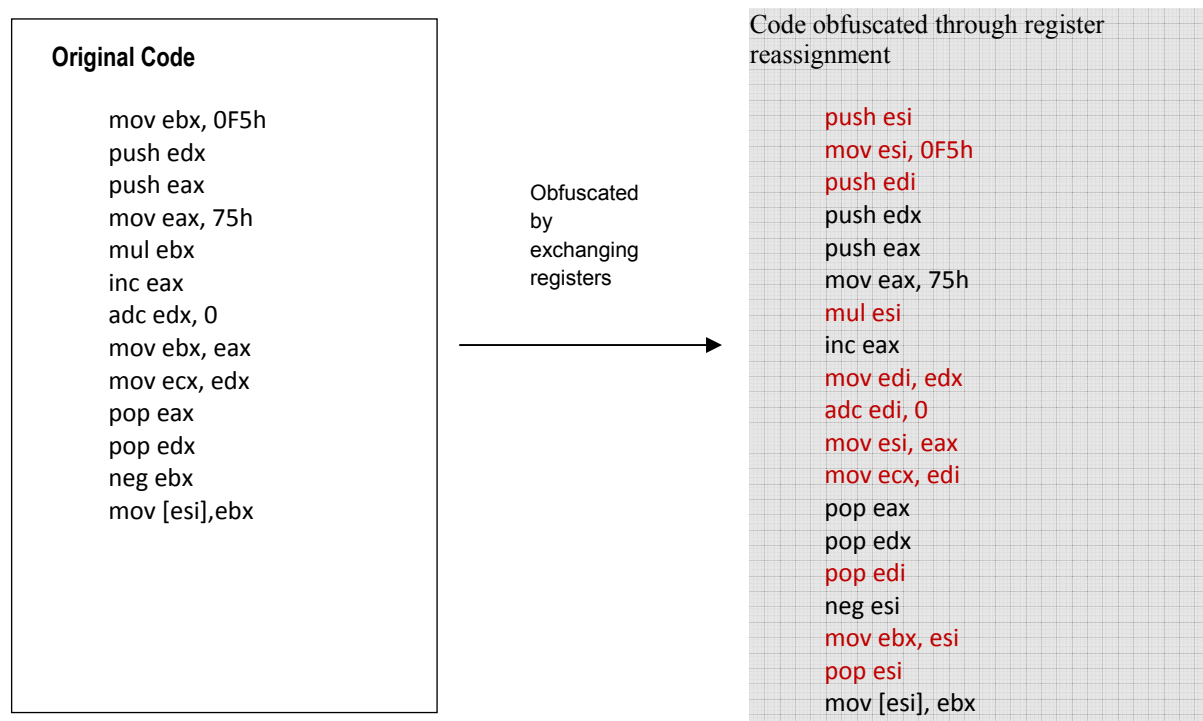 Original Code
mov ebx, 0F5h
push edx
push eax
mov eax, 75h
mul ebx
inc eax
adc edx, 0
mov ebx, eax
mov ecx, edx
pop eax
pop edx
neg ebx
mov [esi],ebx
Obfuscated
by
exchanging
registers
Code obfuscated through register
reassignment
push esi
mov esi, 0F5h
push edi
push edx
push eax
mov eax, 75h
mul esi
inc eax
mov edi, edx
adc edi, 0
mov esi, eax
mov ecx, edi
pop eax
pop edx
pop edi
neg esi
mov ebx, esi
pop esi
mov [esi], ebx